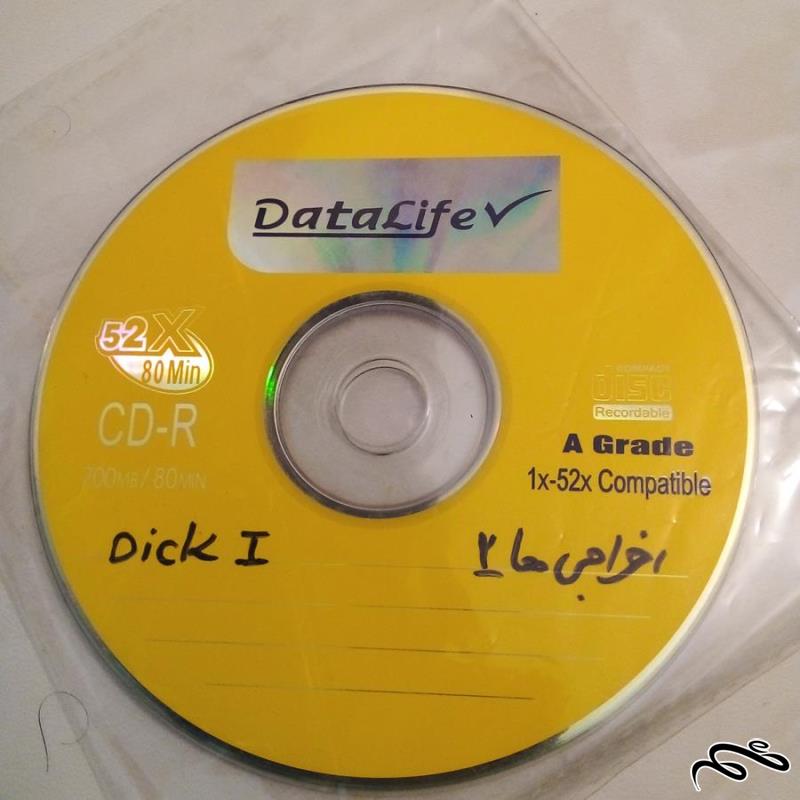 DataLife
52X
80 Min
CD-R
700MB / 80MIN
COMPACT
disc
Recordable
A Grade
1x-52x Compatible
Dick I
اخراجی ها ۲